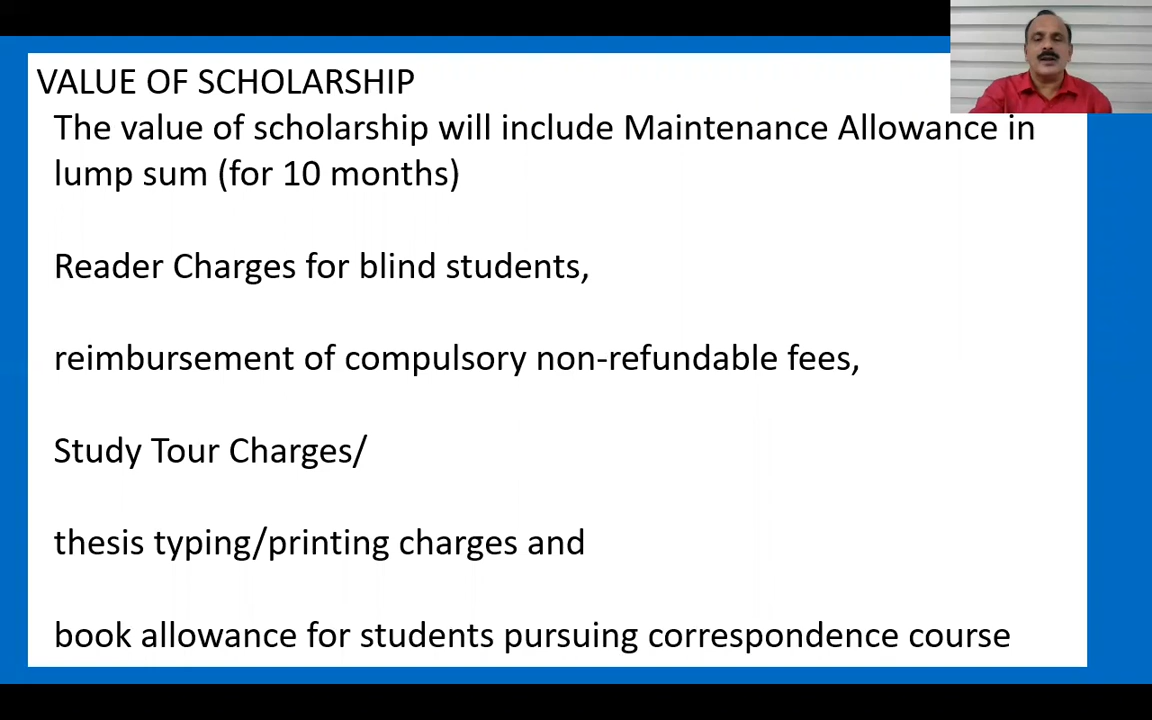 VALUE OF SCHOLARSHIP
The value of scholarship will include Maintenance Allowance in
lump sum (for 10 months)
Reader Charges for blind students,
reimbursement of compulsory non-refundable fees,
Study Tour Charges/
thesis typing/printing charges and
book allowance for students pursuing correspondence course